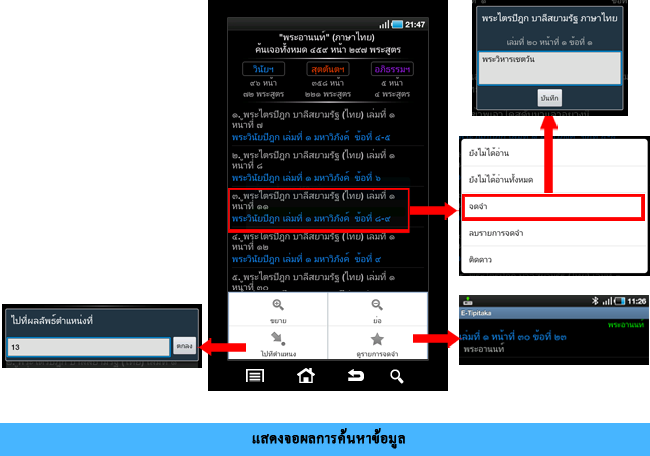 21:47
"พระอานนท์" (ภาษาไทย)
ค้นเจอทั้งหมด ๔๕๙ หน้า ๒๙๗ พระสูตร
วินัยฯ
สุตตันตฯ
อภิธรรมฯ
๙๖ หน้า
๓๕๘ หน้า
๕ หน้า
๗๒ พระสูตร
๒๒๑ พระสูตร
๔ พระสูตร
๑. พระไตรปิฎก บาลีสยามรัฐ (ไทย) เล่มที่ ๑
หน้าที่ ๗
พระวินัยปิฎก เล่มที่ ๑ มหาวิภังค์ ข้อที่ ๔-๕
๒. พระไตรปิฎก บาลีสยามรัฐ (ไทย) เล่มที่ ๑
หน้าที่ ๘
พระวินัยปิฎก เล่มที่ ๑ มหาวิภังค์ ข้อที่ ๖
๓. พระไตรปิฎก บาลีสยามรัฐ (ไทย) เล่มที่ ๑
หน้าที่ ๑๑
พระวินัยปิฎก เล่มที่ ๑ มหาวิภังค์ ข้อที่ ๘-๙
๔. พระไตรปิฎก บาลีสยามรัฐ (ไทย) เล่มที่ ๑
หน้าที่ ๑๒
พระวินัยปิฎก เล่มที่ ๑ มหาวิภังค์ ข้อที่ ๙
๕. พระไตรปิฎก บาลีสยามรัฐ (ไทย) เล่มที่ ๑
หน้าที่ ๓๐
ขยาย
ย่อ
ไปที่ตำแหน่ง
ดูรายการจดจำ
พระไตรปิฎก บาลีสยามรัฐ ภาษาไทย
เล่มที่ ๒๐ หน้าที่ ๑ ข้อที่ ๑
พระวิหารเชตวัน
บันทึก
ยังไม่ได้อ่าน
ยังไม่ได้อ่านทั้งหมด
จดจำ
ลบรายการจดจำ
ติดดาว
11:26
E-Tipitaka
พระอานนท์
เล่มที่ ๑ หน้าที่ ๓๐ ข้อที่ ๒๓
พระอานนท์
ไปที่ผลลัพธ์ตำแหน่งที่
13
ตกลง
แสดงจอผลการค้นหาข้อมูล